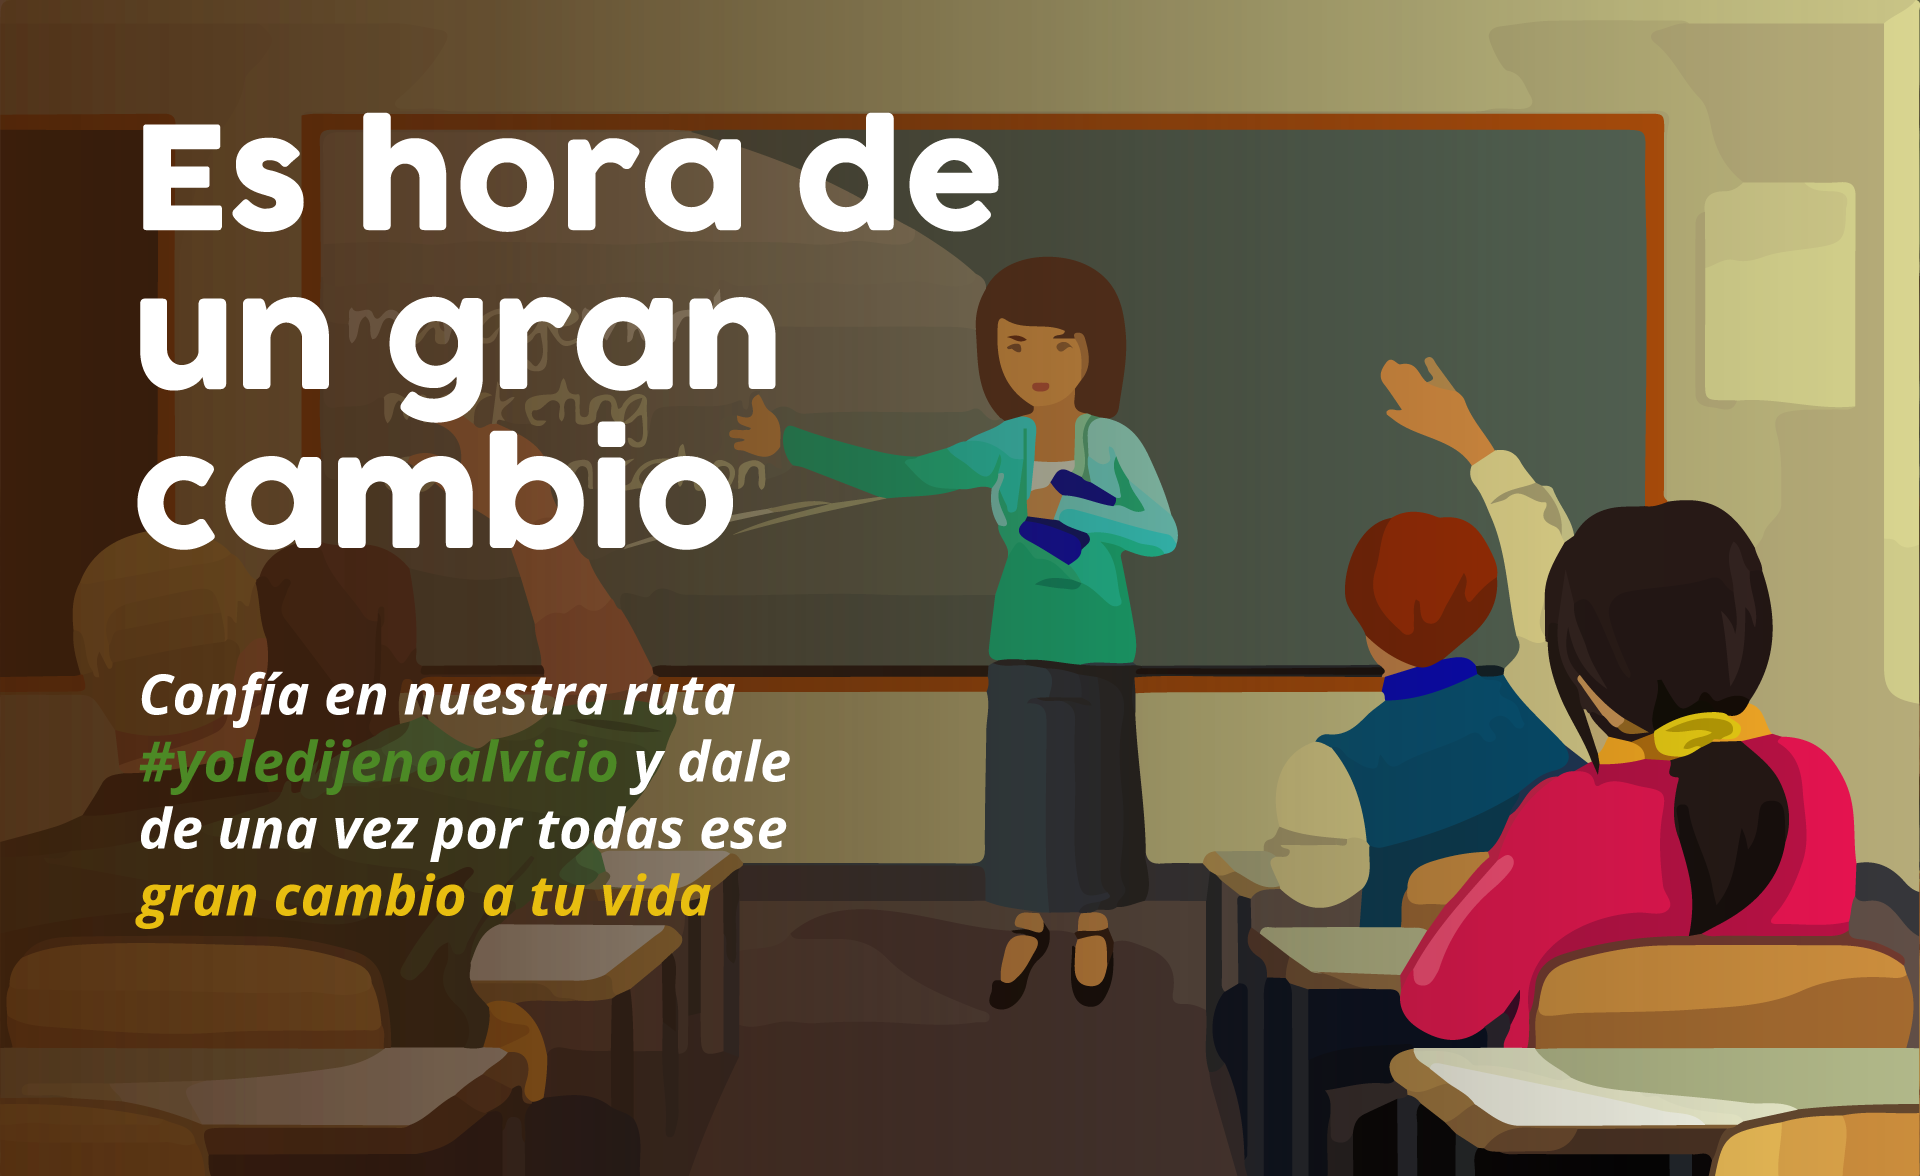 Es hora de
un gran
cambio
marketing
Confía en nuestra ruta
#yoledijenoalvicio y dale
de una vez por todas ese
gran cambio a tu vida